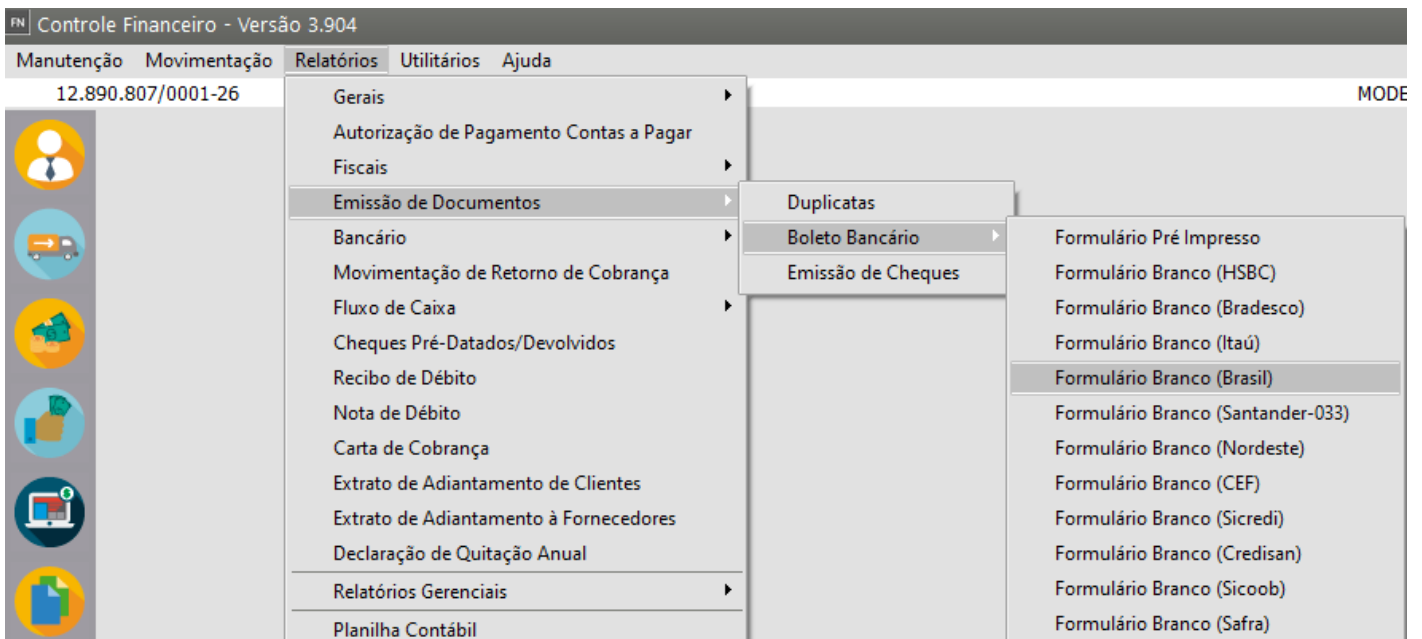 FN Controle Financeiro - Versão 3.904
Manutenção Movimentação Relatórios Utilitários Ajuda
12.890.807/0001-26
MODE
Gerais
Autorização de Pagamento Contas a Pagar
Fiscais
Emissão de Documentos
Bancário
Movimentação de Retorno de Cobrança
Fluxo de Caixa
Cheques Pré-Datados/Devolvidos
Recibo de Débito
Nota de Débito
Carta de Cobrança
Extrato de Adiantamento de Clientes
Extrato de Adiantamento à Fornecedores
Declaração de Quitação Anual
Relatórios Gerenciais
Planilha Contábil
Duplicatas
Boleto Bancário
Emissão de Cheques
Formulário Pré Impresso
Formulário Branco (HSBC)
Formulário Branco (Bradesco)
Formulário Branco (Itaú)
Formulário Branco (Brasil)
Formulário Branco (Santander-033)
Formulário Branco (Nordeste)
Formulário Branco (CEF)
Formulário Branco (Sicredi)
Formulário Branco (Credisan)
Formulário Branco (Sicoob)
Formulário Branco (Safra)